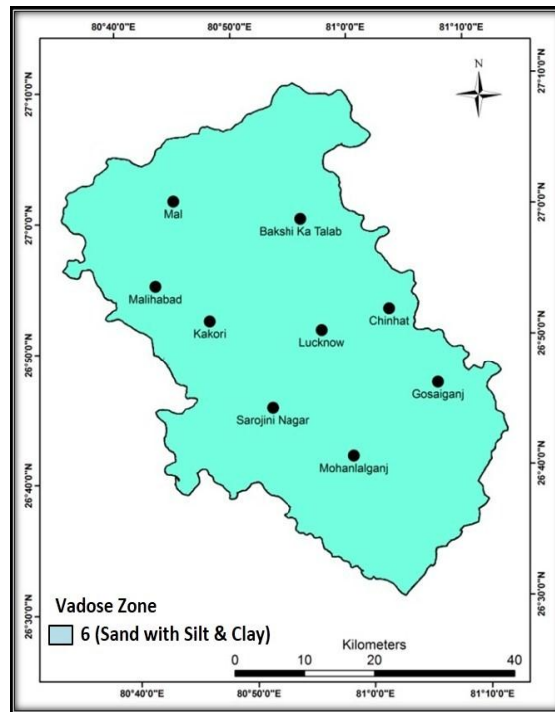 80°40'0"E 80°50'0"E 81°0'0"E 81°10'0"E
N
27°10'0"N
27°10'0"N
Mal
27°0'0"N
27°0'0"N
Bakshi Ka Talab
Malihabad
Chinhat
Kakori
Lucknow
26°50'0"N
26°50'0"N
Gosaiganj
Sarojini Nagar
Mohanlalganj
26°40'0"N
26°40'0"N
Vadose Zone
6 (Sand with Silt & Clay)
26°30'0"N
26°30'0"N
Kilometers
0 10 20 40
80°40'0"E 80°50'0"E 81°0'0"E 81°10'0"E